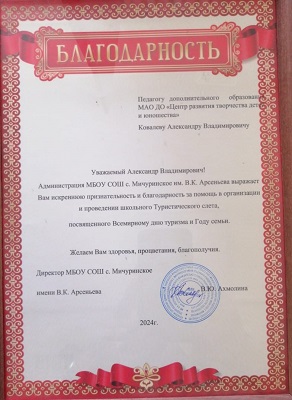 БЛАГОДАРНОСТЬ
Педагогу дополнительного образования
МАО ДО «Центр развития творчества детей
и юношества»
Ковалеву Александру Владимировичу
Уважаемый Александр Владимирович!
Администрация МБОУ СОШ с. Мичуринское им. В.К. Арсеньева выражает
Вам искреннюю признательность и благодарность за помощь в организации
и проведении школьного Туристического слета,
посвященного Всемирному дню туризма и Году семьи.
Желаем Вам здоровья, процветания, благополучия.
Директор МБОУ СОШ с. Мичуринское
имени В.К. Арсеньева В.Ю. Ахмолина
2024г.